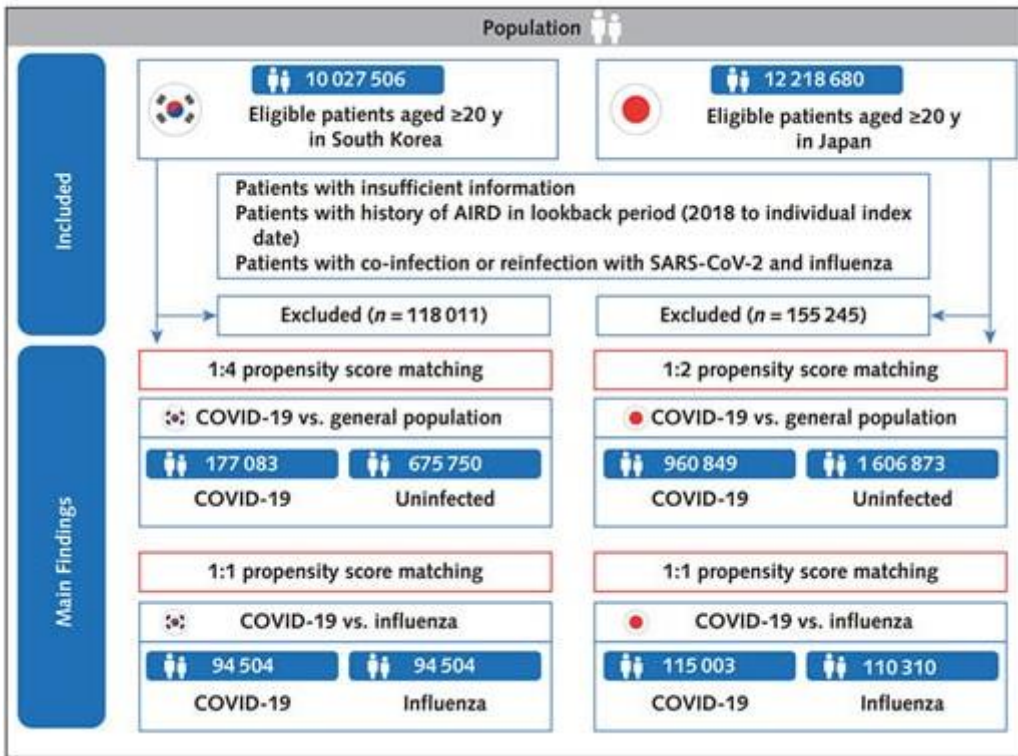 Population
Included
10 027 506
Eligible patients aged ≥20 y
in South Korea
12 218 680
Eligible patients aged ≥20 y
in Japan
Patients with insufficient information
Patients with history of AIRD in lookback period (2018 to individual index
date)
Patients with co-infection or reinfection with SARS-CoV-2 and influenza
Excluded (n = 118 011)
Excluded (n = 155 245)
Main Findings
1:4 propensity score matching
COVID-19 vs. general population
177 083
COVID-19
675 750
Uninfected
1:2 propensity score matching
COVID-19 vs. general population
960 849
COVID-19
1 606 873
Uninfected
1:1 propensity score matching
COVID-19 vs. influenza
94 504
COVID-19
94 504
Influenza
1:1 propensity score matching
COVID-19 vs. influenza
115 003
COVID-19
110 310
Influenza